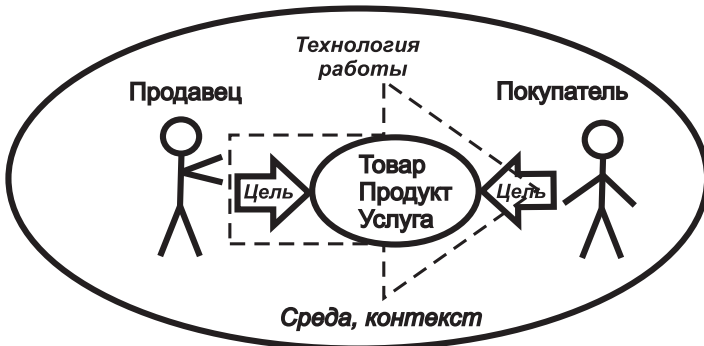 Технология
работы
Продавец
Покупатель
Цель
Товар
Продукт
Услуга
Цель
Среда, контекст